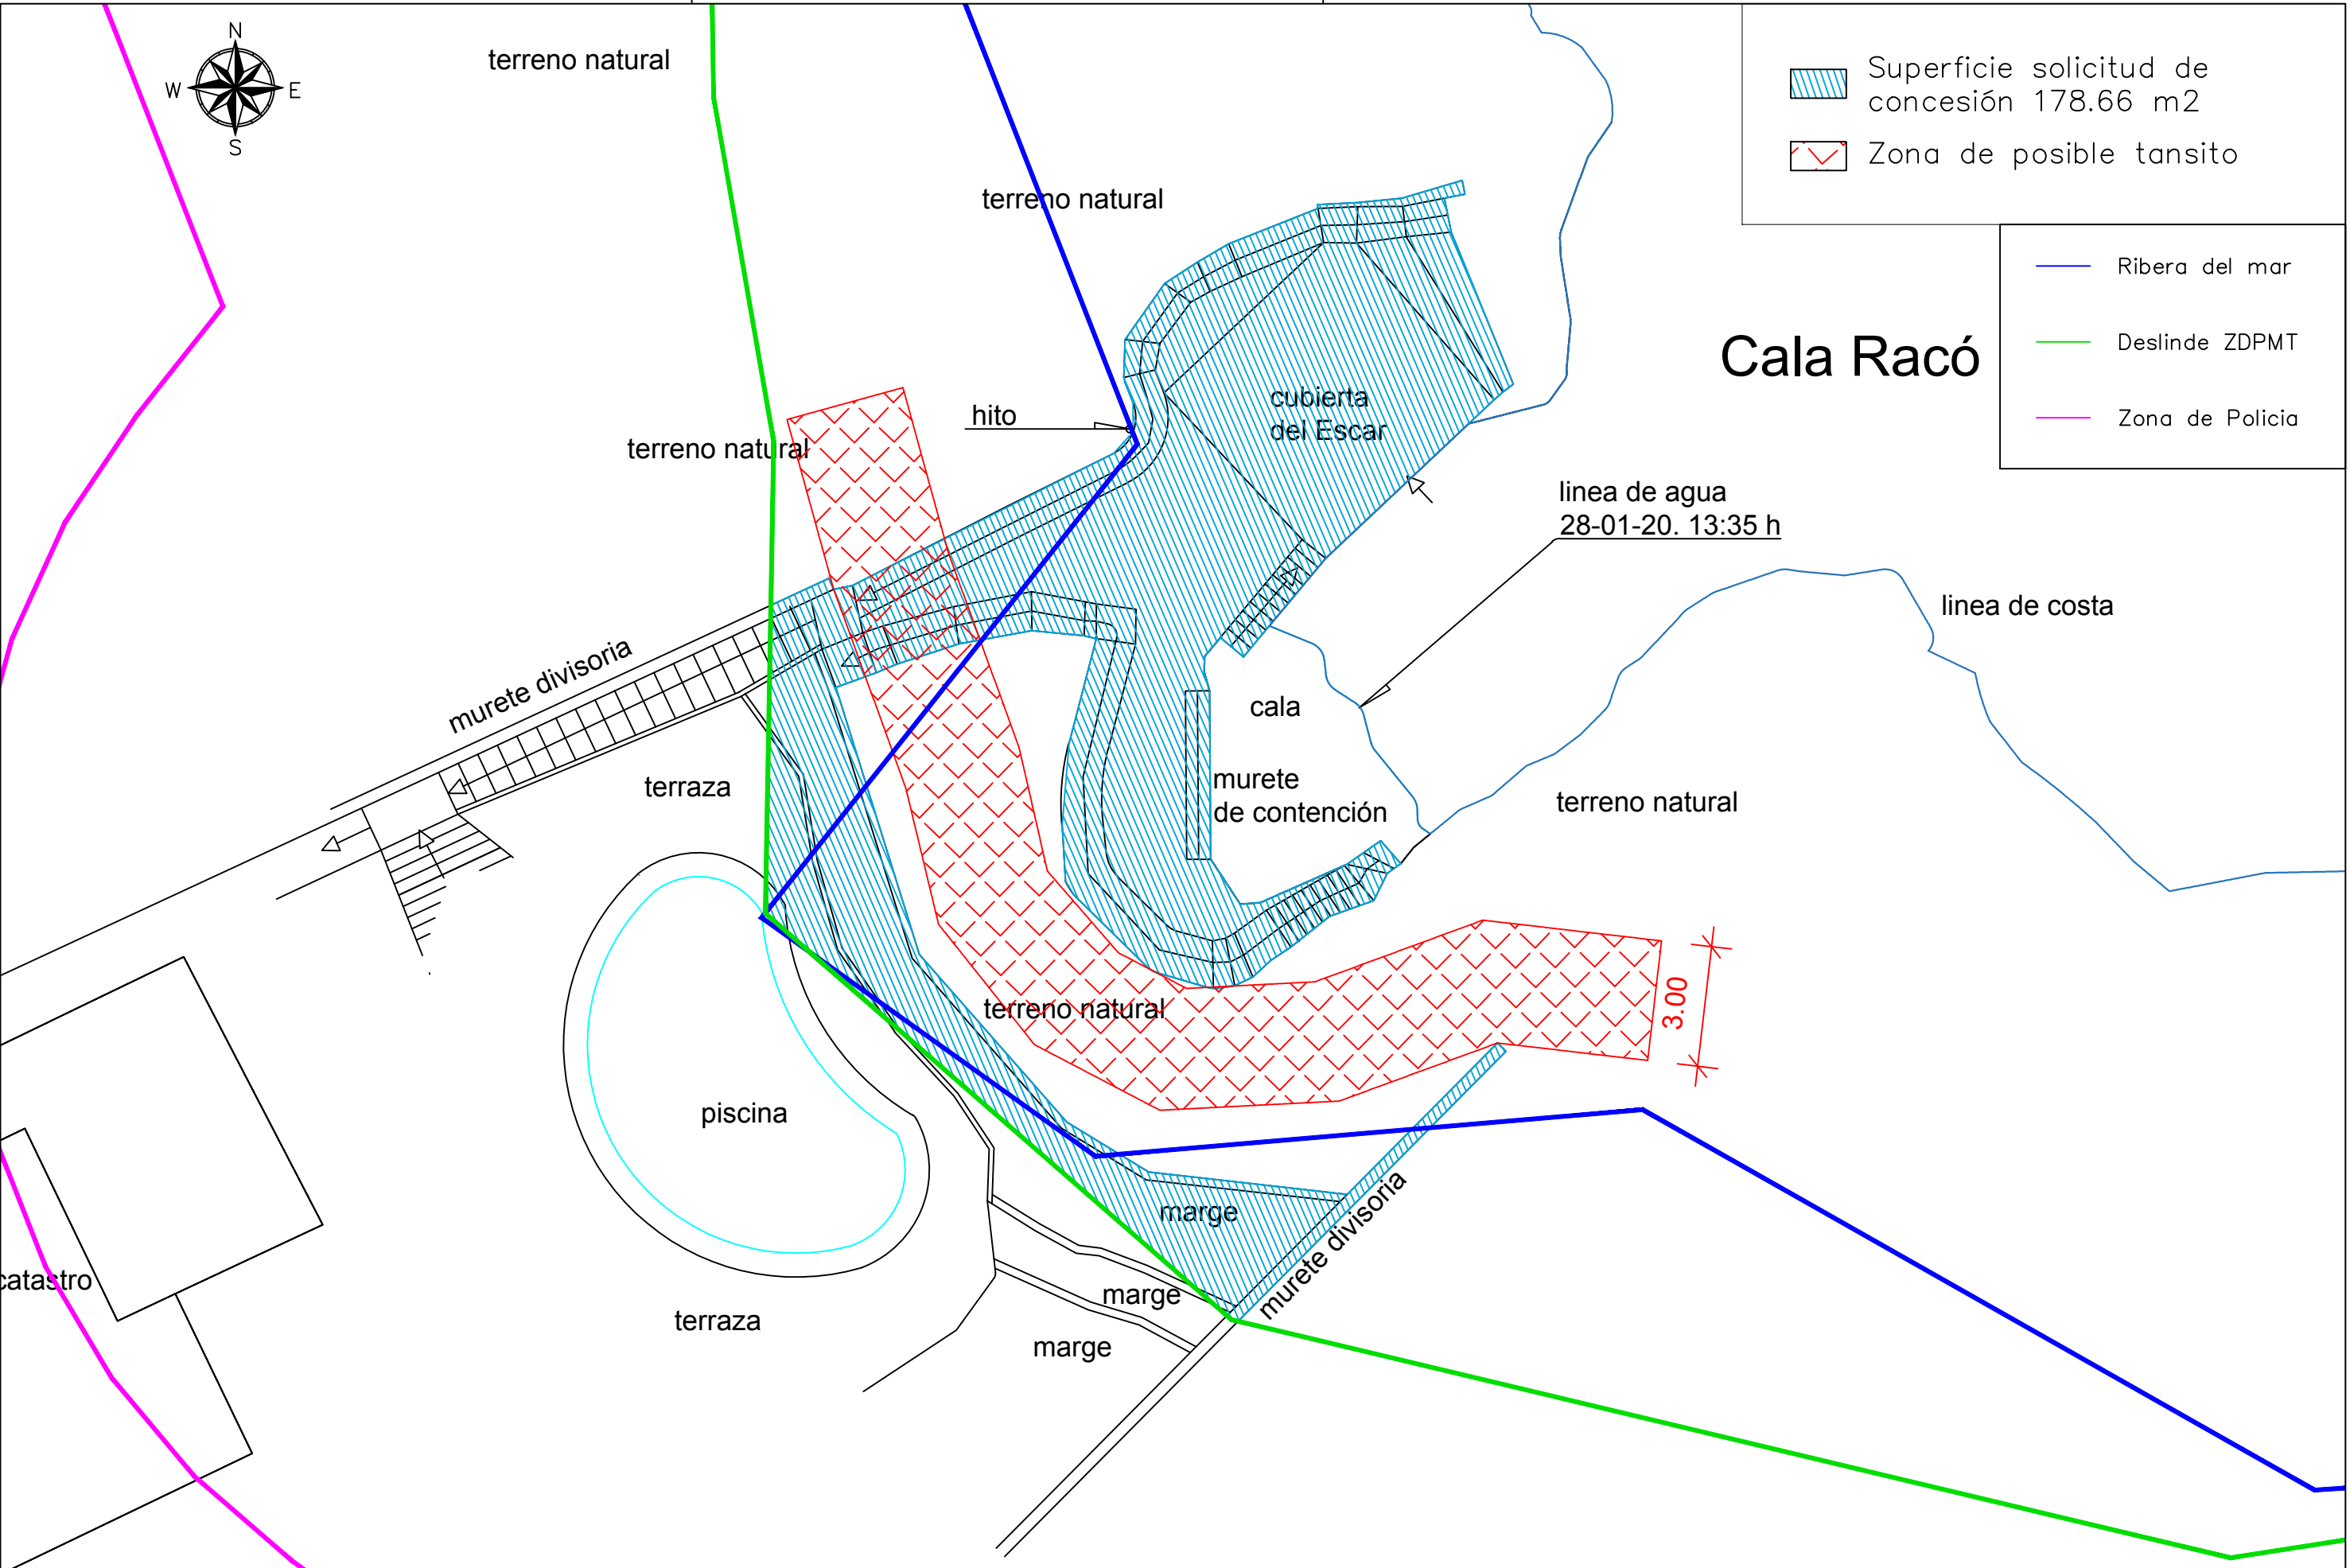 N
W
E
S
terreno natural
Superficie solicitud de
concesión 178.66 m2
Zona de posible tansito
terreno natural
Ribera del mar
Deslinde ZDPMT
Zona de Policia
Cala Racó
cubierta
del Escar
hito
terreno natural
linea de agua
28-01-20. 13:35 h
linea de costa
murete divisoria
cala
terraza
murete
de contención
terreno natural
terreno natural
3.00
piscina
marge
murete divisoria
catastro
marge
terraza
marge